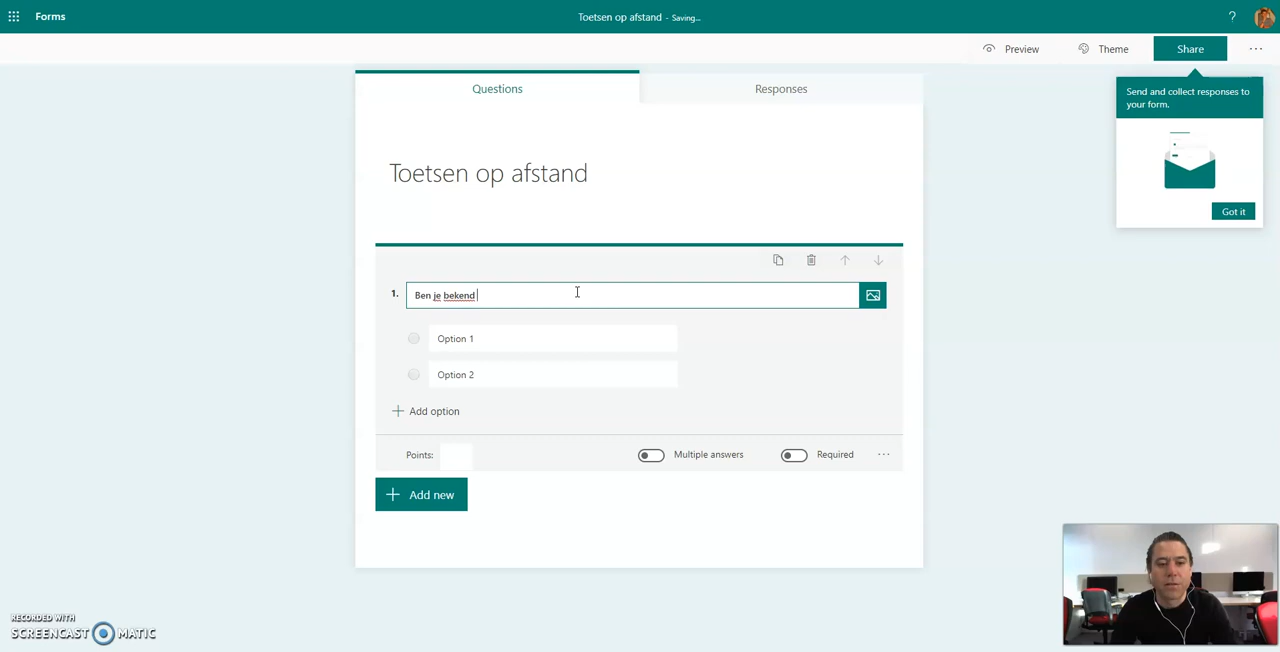 Forms
Toetsen op afstand - Saving...
?
Preview
Theme
Share
...
Send and collect responses to
your form.
Got it
Questions
Responses
Toetsen op afstand
1.
Ben je bekend
Option 1
Option 2
+ Add option
Points:
Multiple answers
Required
...
+ Add new
RECORDED WITH
SCREENCAST MATIC